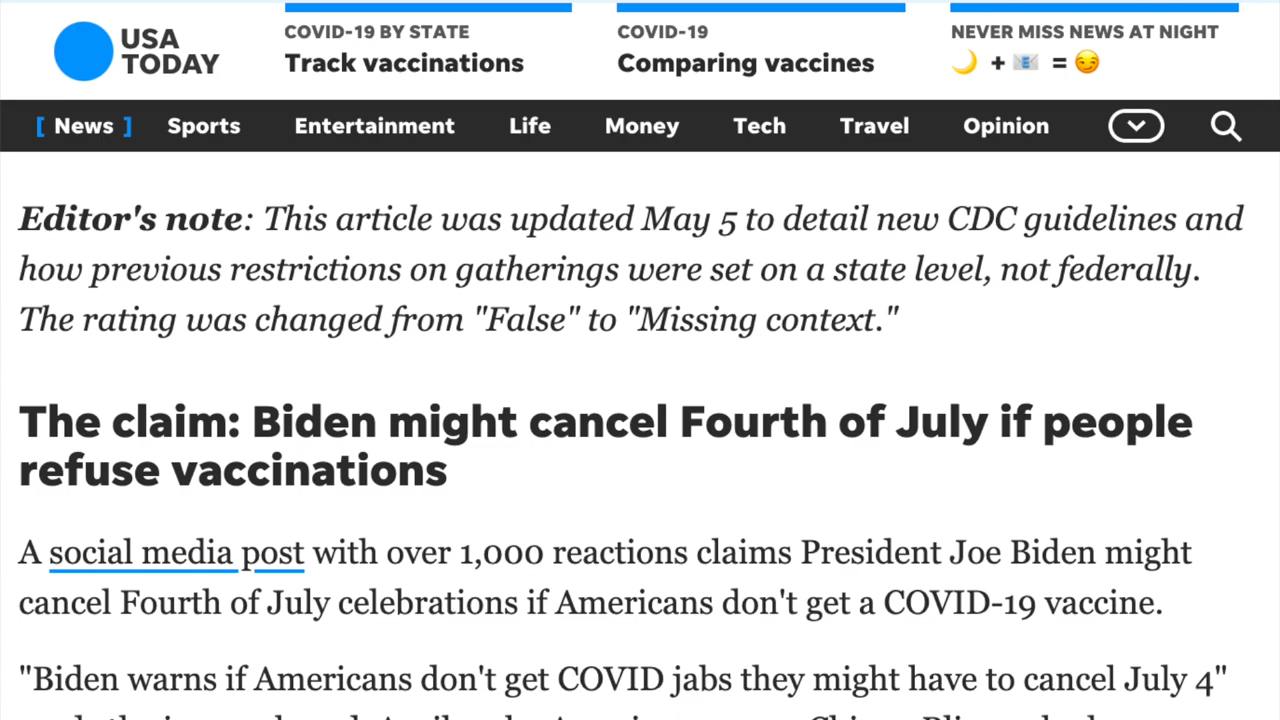 USA
TODAY
COVID-19 BY STATE
Track vaccinations
COVID-19
Comparing vaccines
NEVER MISS NEWS AT NIGHT
🌙 + 📧 = 😏
[ News ] Sports Entertainment Life Money Tech Travel Opinion
Editor's note: This article was updated May 5 to detail new CDC guidelines and
how previous restrictions on gatherings were set on a state level, not federally.
The rating was changed from "False" to "Missing context."
The claim: Biden might cancel Fourth of July if people
refuse vaccinations
A social media post with over 1,000 reactions claims President Joe Biden might
cancel Fourth of July celebrations if Americans don't get a COVID-19 vaccine.
"Biden warns if Americans don't get COVID jabs they might have to cancel July 4"